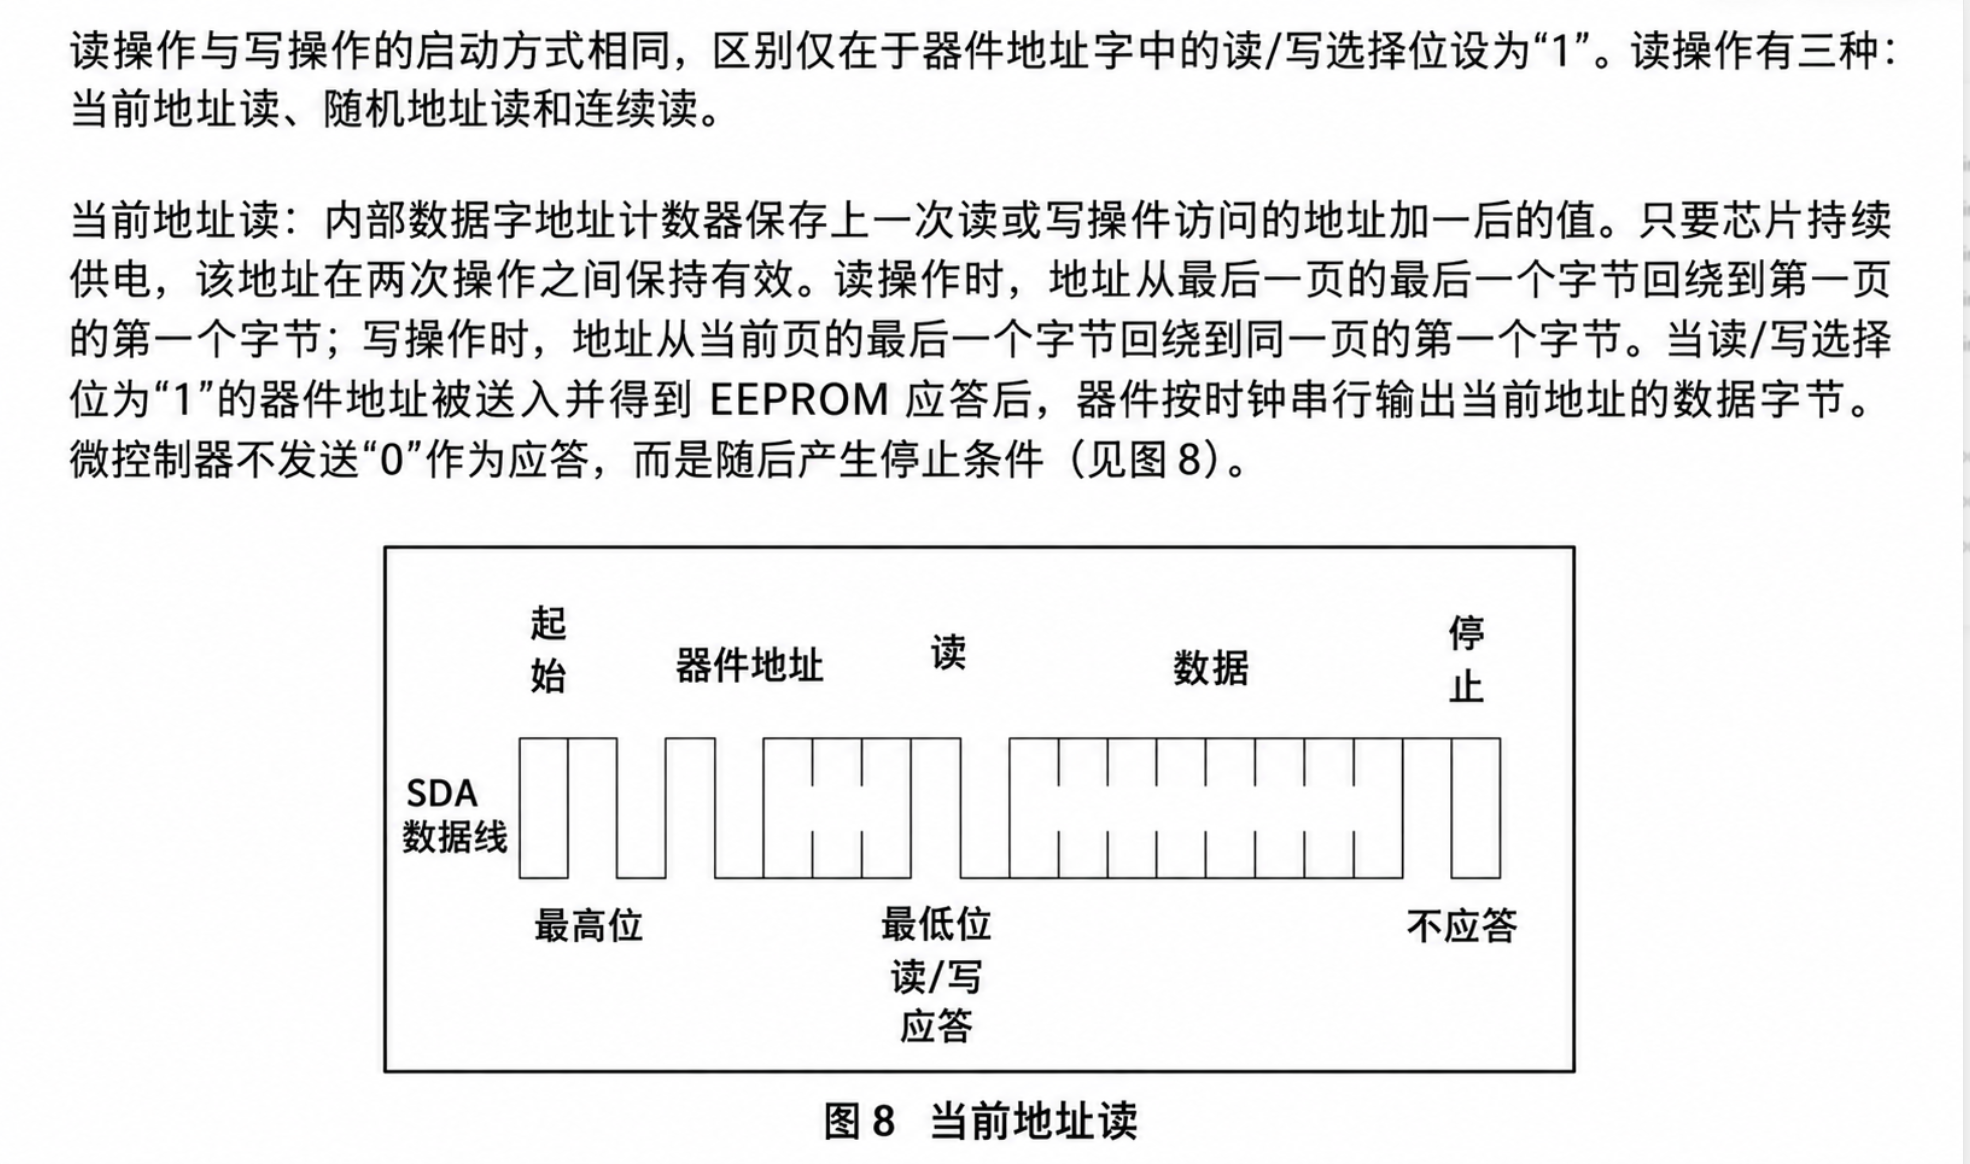 读操作与写操作的启动方式相同，区别仅在于器件地址字中的读/写选择位设为“1”。读操作有三种：
当前地址读、随机地址读和连续读。
当前地址读：内部数据字地址计数器保存上一次读或写操件访问的地址加一后的值。只要芯片持续
供电，该地址在两次操作之间保持有效。读操作时，地址从最后一页的最后一个字节回绕到第一页
的第一个字节；写操作时，地址从当前页的最后一个字节回绕到同一页的第一个字节。当读/写选择
位为“1”的器件地址被送入并得到 EEPROM 应答后，器件按时钟串行输出当前地址的数据字节。
微控制器不发送“0”作为应答，而是随后产生停止条件（见图 8）。
起始
器件地址
读
数据
停止
SDA
数据线
最高位
最低位
读/写
应答
不应答
图 8 当前地址读